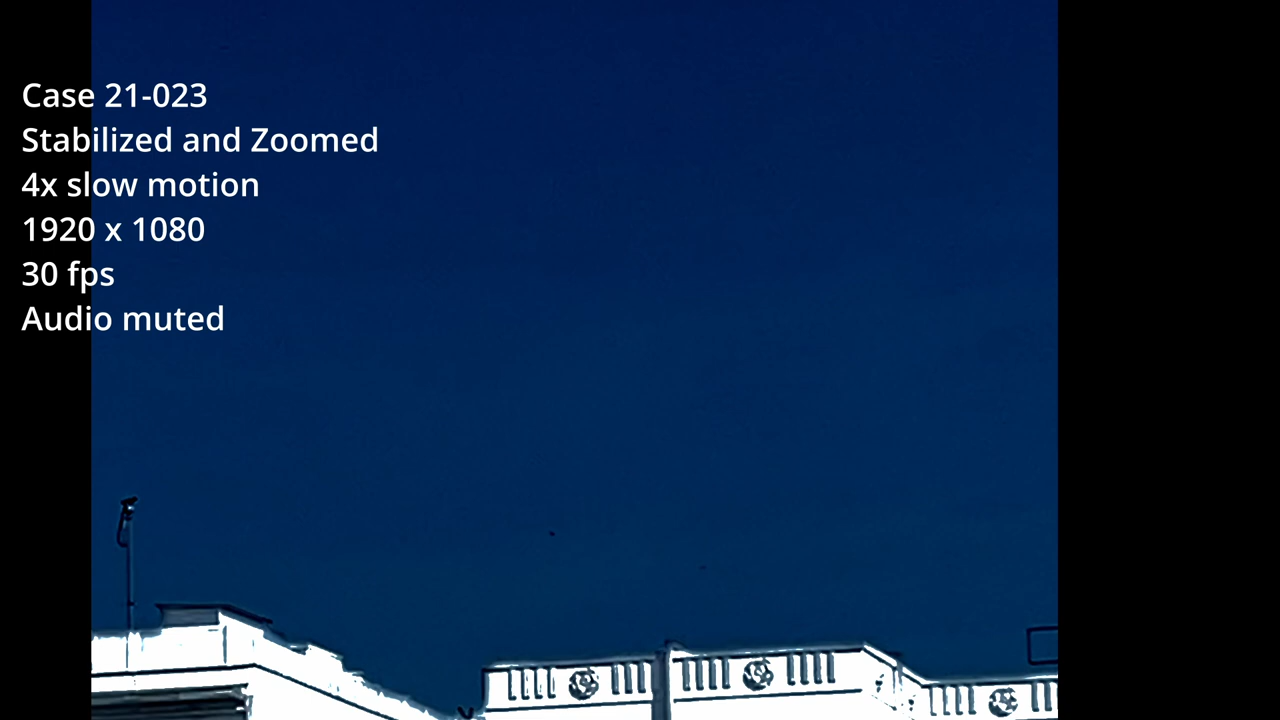 Case 21-023
Stabilized and Zoomed
4x slow motion
1920 x 1080
30 fps
Audio muted